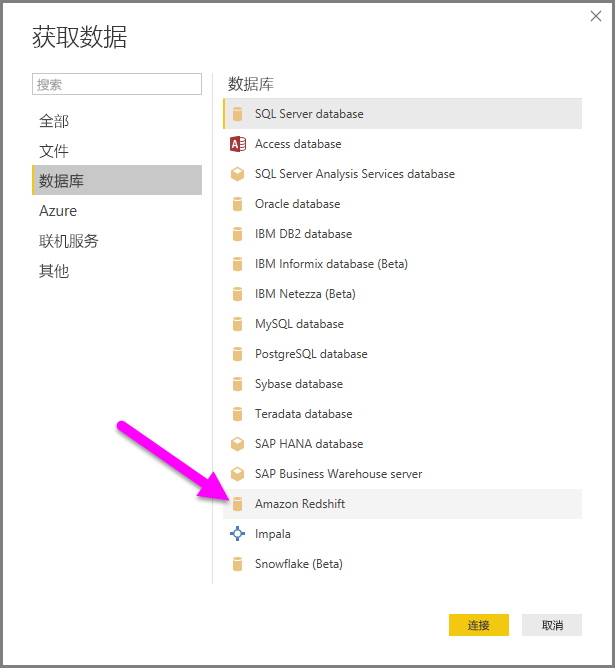 获取数据
搜索
全部
文件
数据库
Azure
联机服务
其他
数据库
SQL Server database
Access database
SQL Server Analysis Services database
Oracle database
IBM DB2 database
IBM Informix database (Beta)
IBM Netezza (Beta)
MySQL database
PostgreSQL database
Sybase database
Teradata database
SAP HANA database
SAP Business Warehouse server
Amazon Redshift
Impala
Snowflake (Beta)
连接
取消